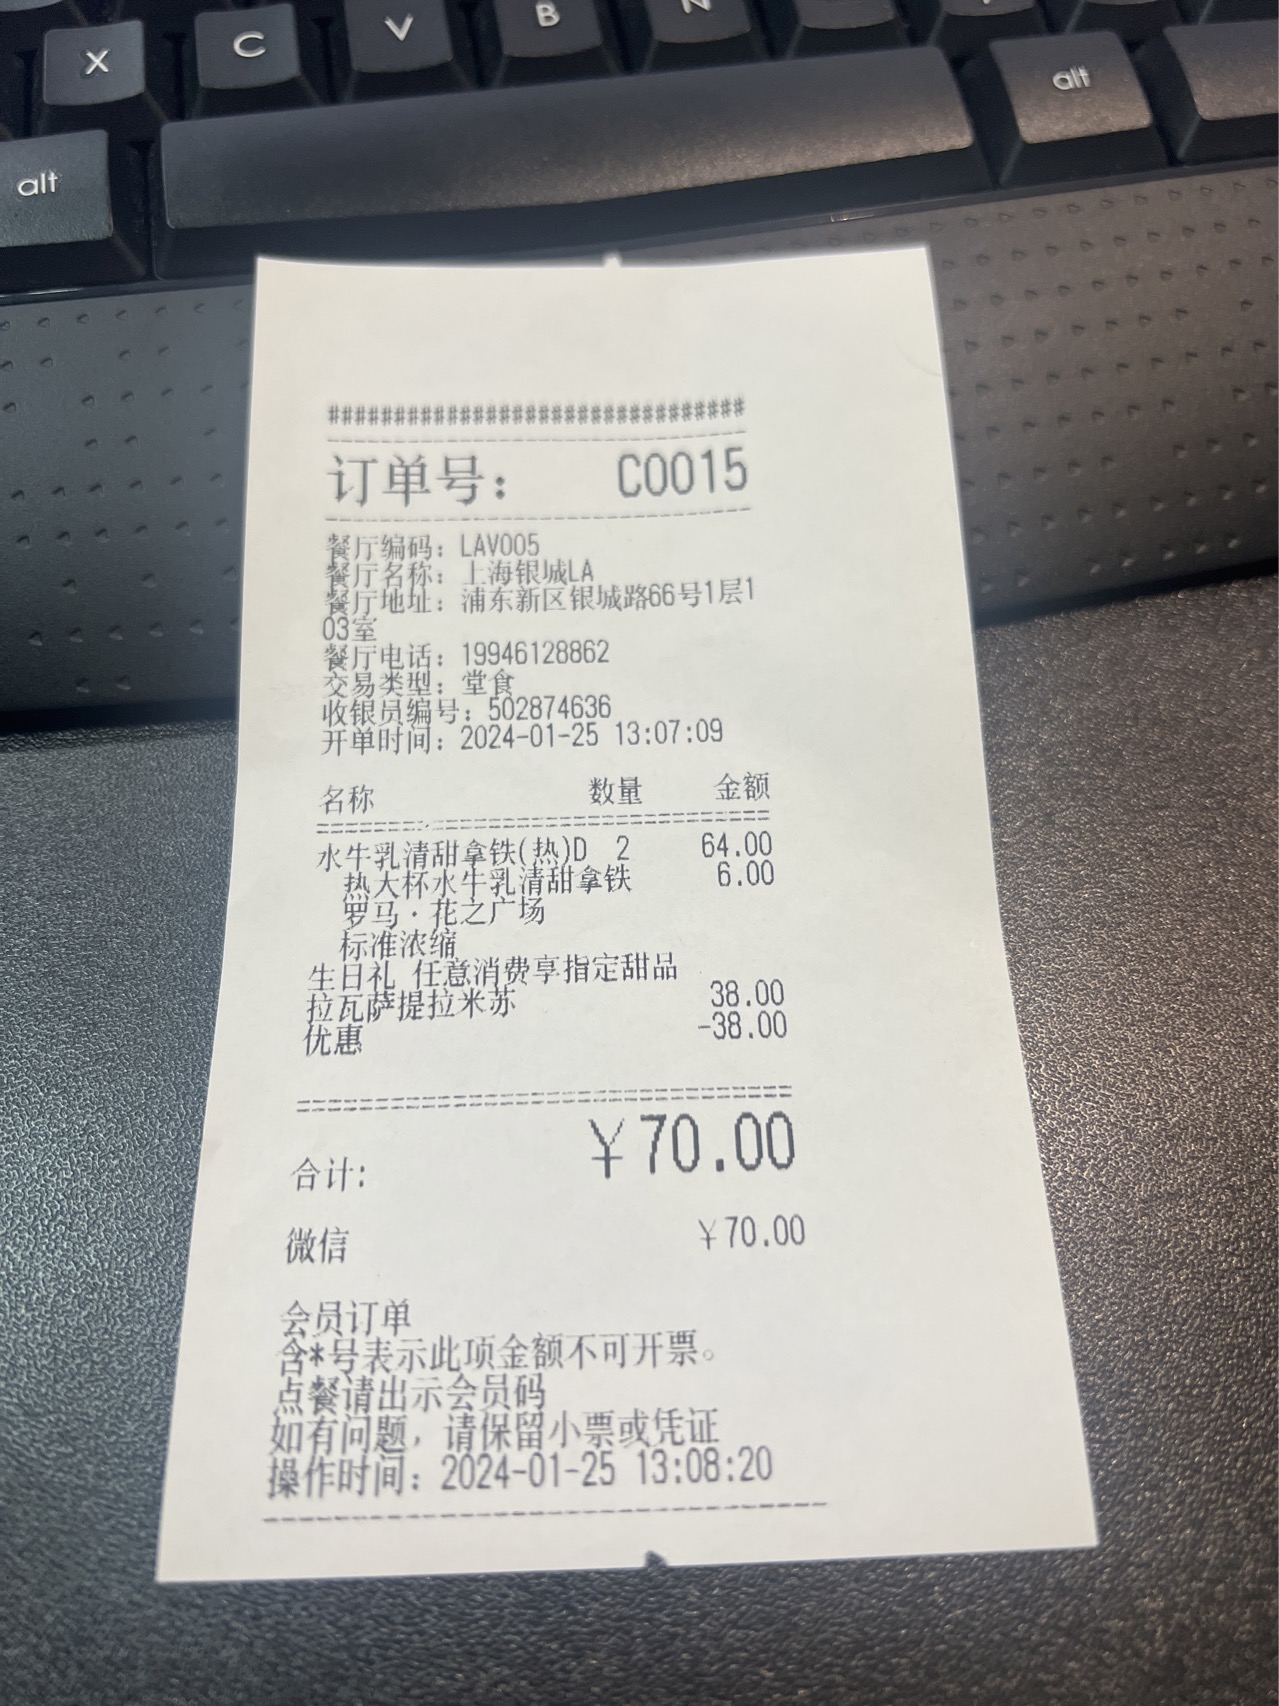 X C V B N
alt
alt
################################
订单号： C0015
餐厅编码：LAV005
餐厅名称：上海银城LA
餐厅地址：浦东新区银城路66号1层1
03室
餐厅电话：19946128862
交易类型：堂食
收银员编号：502874636
开单时间：2024-01-25 13:07:09
名称 数量 金额
水牛乳清甜拿铁(热)D 2 64.00
热大杯水牛乳清甜拿铁 6.00
罗马·花之广场
标准浓缩
生日礼 任意消费享指定甜品
拉瓦萨提拉米苏 38.00
优惠 -38.00
合计: ￥70.00
微信 ￥70.00
会员订单
含*号表示此项金额不可开票。
点餐请出示会员码
如有问题，请保留小票或凭证
操作时间：2024-01-25 13:08:20